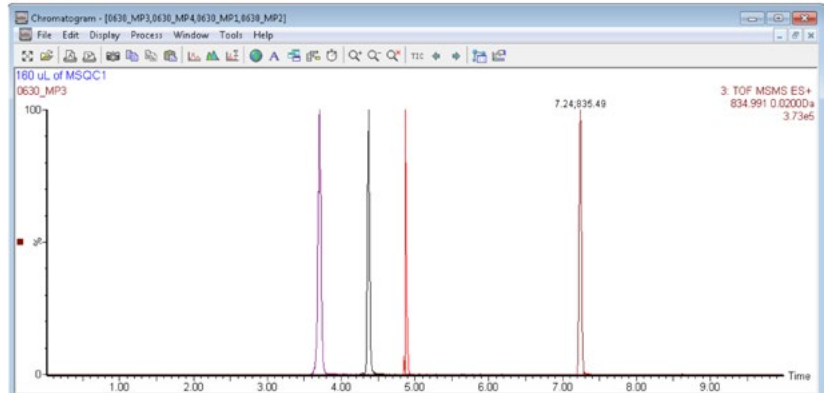 Chromatogram - [0630_MP3,0630_MP4,0630_MP1,0630_MP2]
File Edit Display Process Window Tools Help
TIC
160 uL of MSQC1
0630_MP3
3: TOF MSMS ES+
834.991 0.0200Da
3.73e5
7.24;835.49
100
%
0
1.00 2.00 3.00 4.00 5.00 6.00 7.00 8.00 9.00
Time